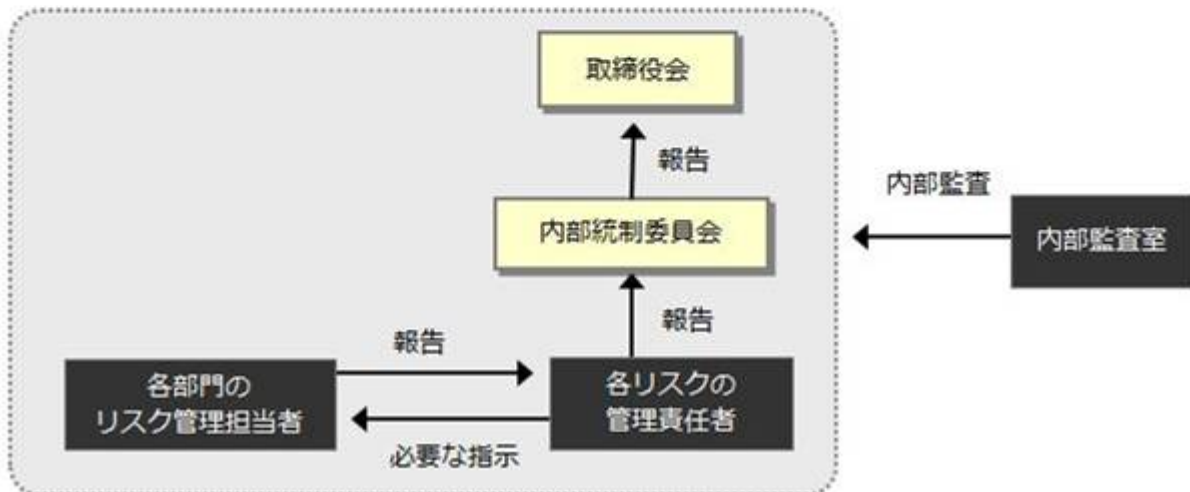 取締役会
報告
内部監査
内部統制委員会
内部監査室
報告
報告
各部門の
リスク管理担当者
各リスクの
管理責任者
必要な指示